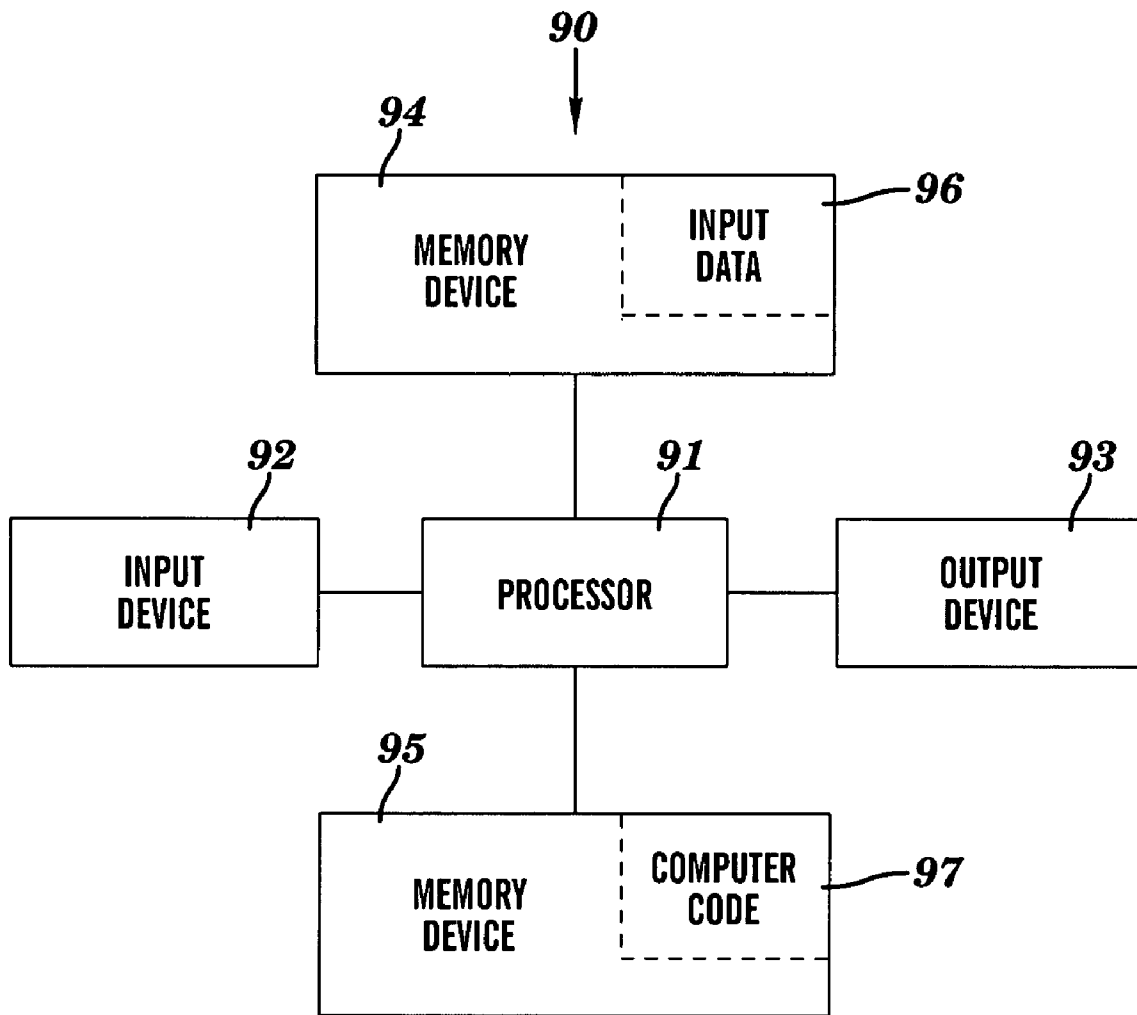 90
94
96
MEMORY
DEVICE
INPUT
DATA
92
91
93
INPUT
DEVICE
PROCESSOR
OUTPUT
DEVICE
95
97
MEMORY
DEVICE
COMPUTER
CODE